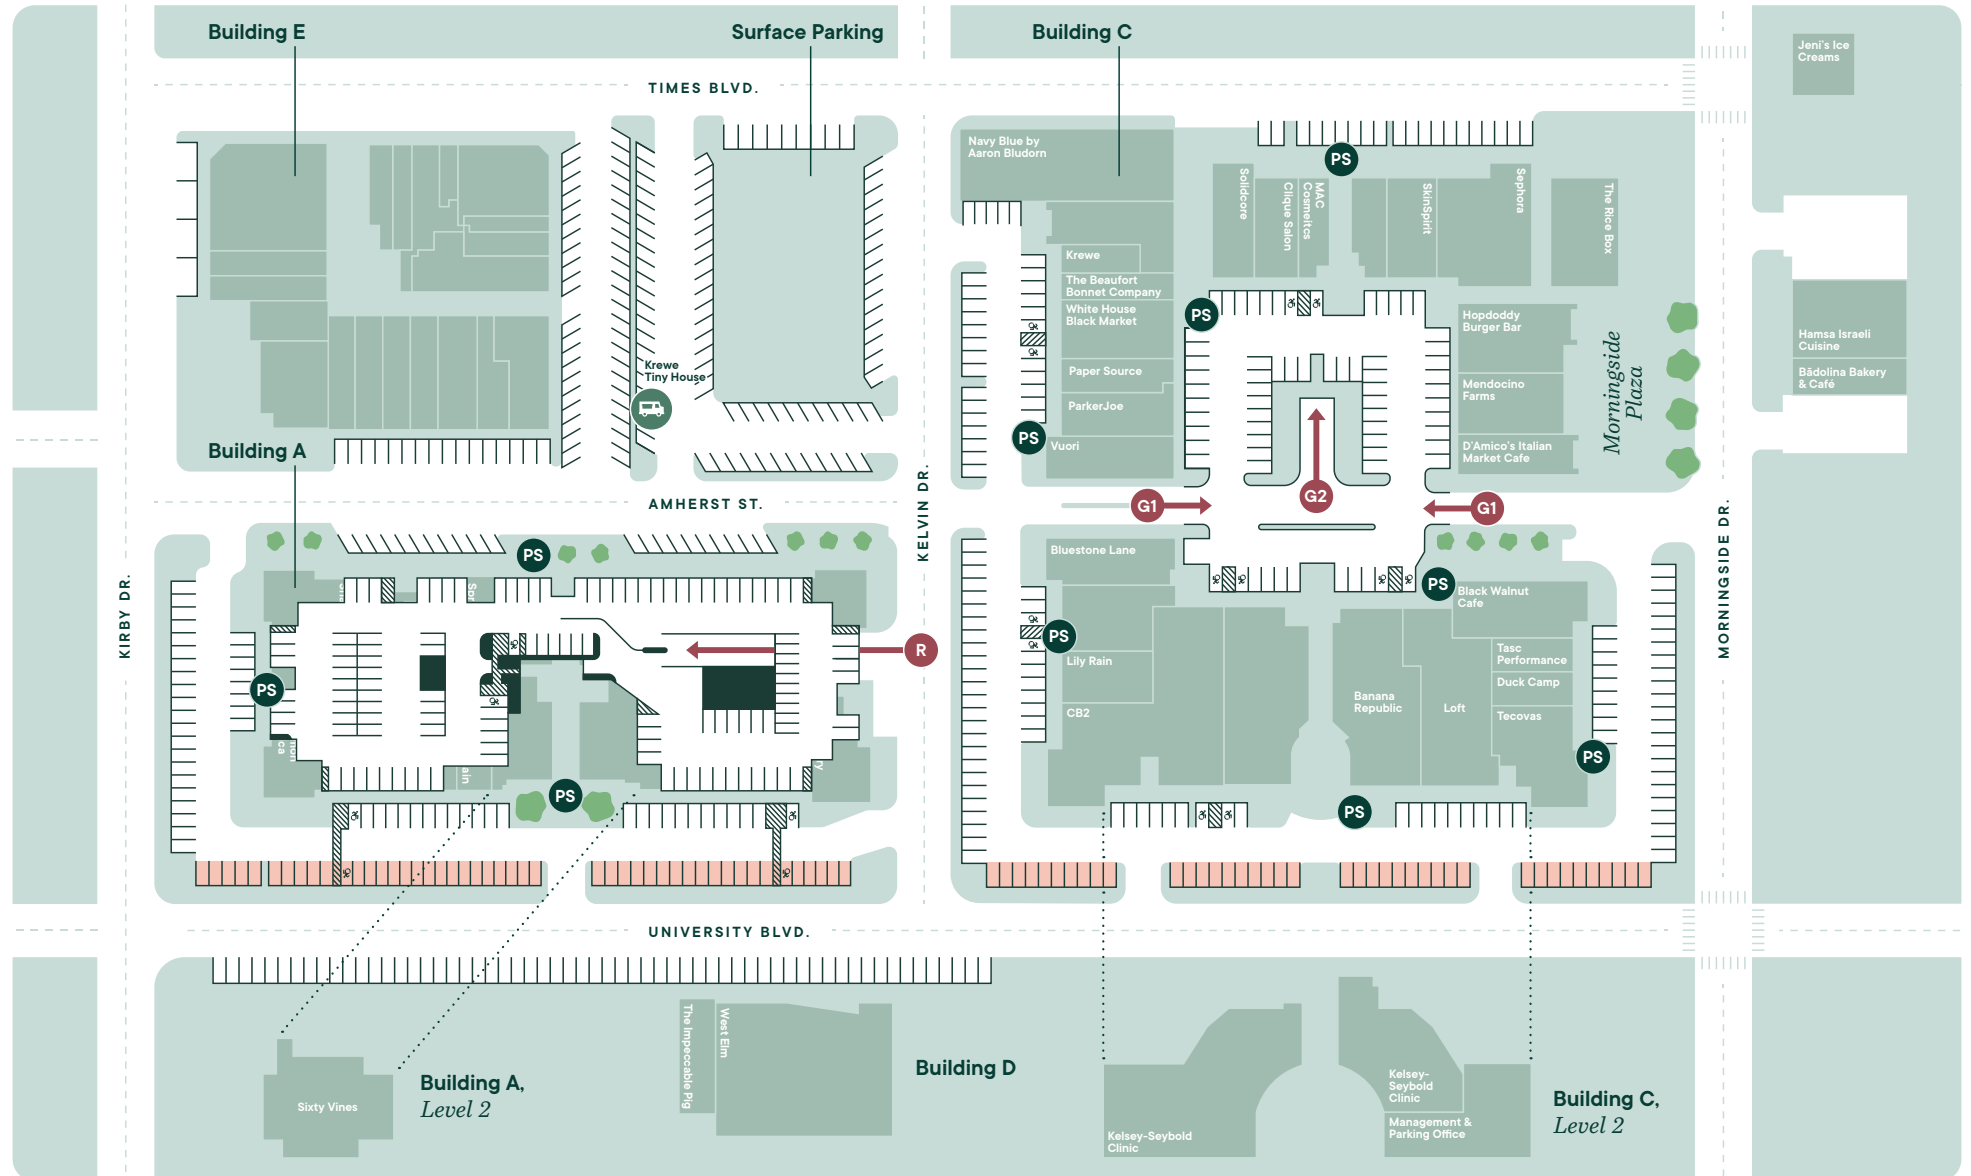 Building E
Surface Parking
Building C
Jeni's Ice
Creams
TIMES BLVD.
Navy Blue by
Aaron Bludorn
PS
Solidcore
Clique Salon
MAC
Cosmeitcs
SkinSpirit
Sephora
The Rice Box
Krewe
The Beaufort
Bonnet Company
White House
Black Market
PS
Hopdoddy
Burger Bar
Morningside
Plaza
Hamsa Israeli
Cuisine
Bādolina Bakery
& Café
Krewe
Tiny House
Paper Source
ParkerJoe
Mendocino
Farms
PS
Vuori
D'Amico's Italian
Market Cafe
Building A
AMHERST ST.
KELVIN DR.
G1
G2
G1
MORNINGSIDE DR.
KIRBY DR.
PS
Bluestone Lane
PS
Black Walnut
Cafe
PS
R
Lily Rain
Tasc
Performance
Duck Camp
PS
CB2
Banana
Republic
Loft
Tecovas
PS
ain
PS
PS
UNIVERSITY BLVD.
The Impeccable Pig
West Elm
Building D
Building A,
Level 2
Sixty Vines
Kelsey-
Seybold
Clinic
Management &
Parking Office
Kelsey-Seybold
Clinic
Building C,
Level 2